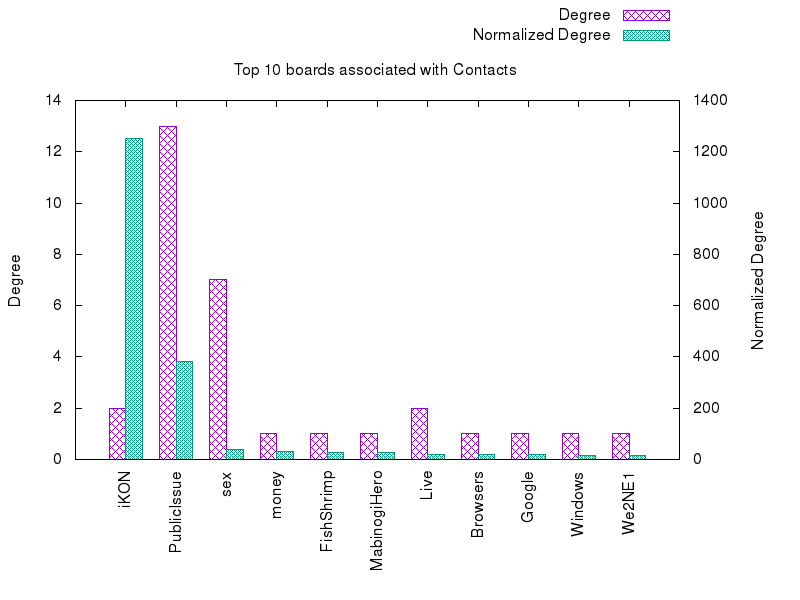 Degree
Normalized Degree
Top 10 boards associated with Contacts
14 1400
12 1200
10 1000
8 800
6 600
4 400
2 200
0 0
Degree
Normalized Degree
iKON
PublicIssue
sex
money
FishShrimp
MabinogiHero
Live
Browsers
Google
Windows
We2NE1